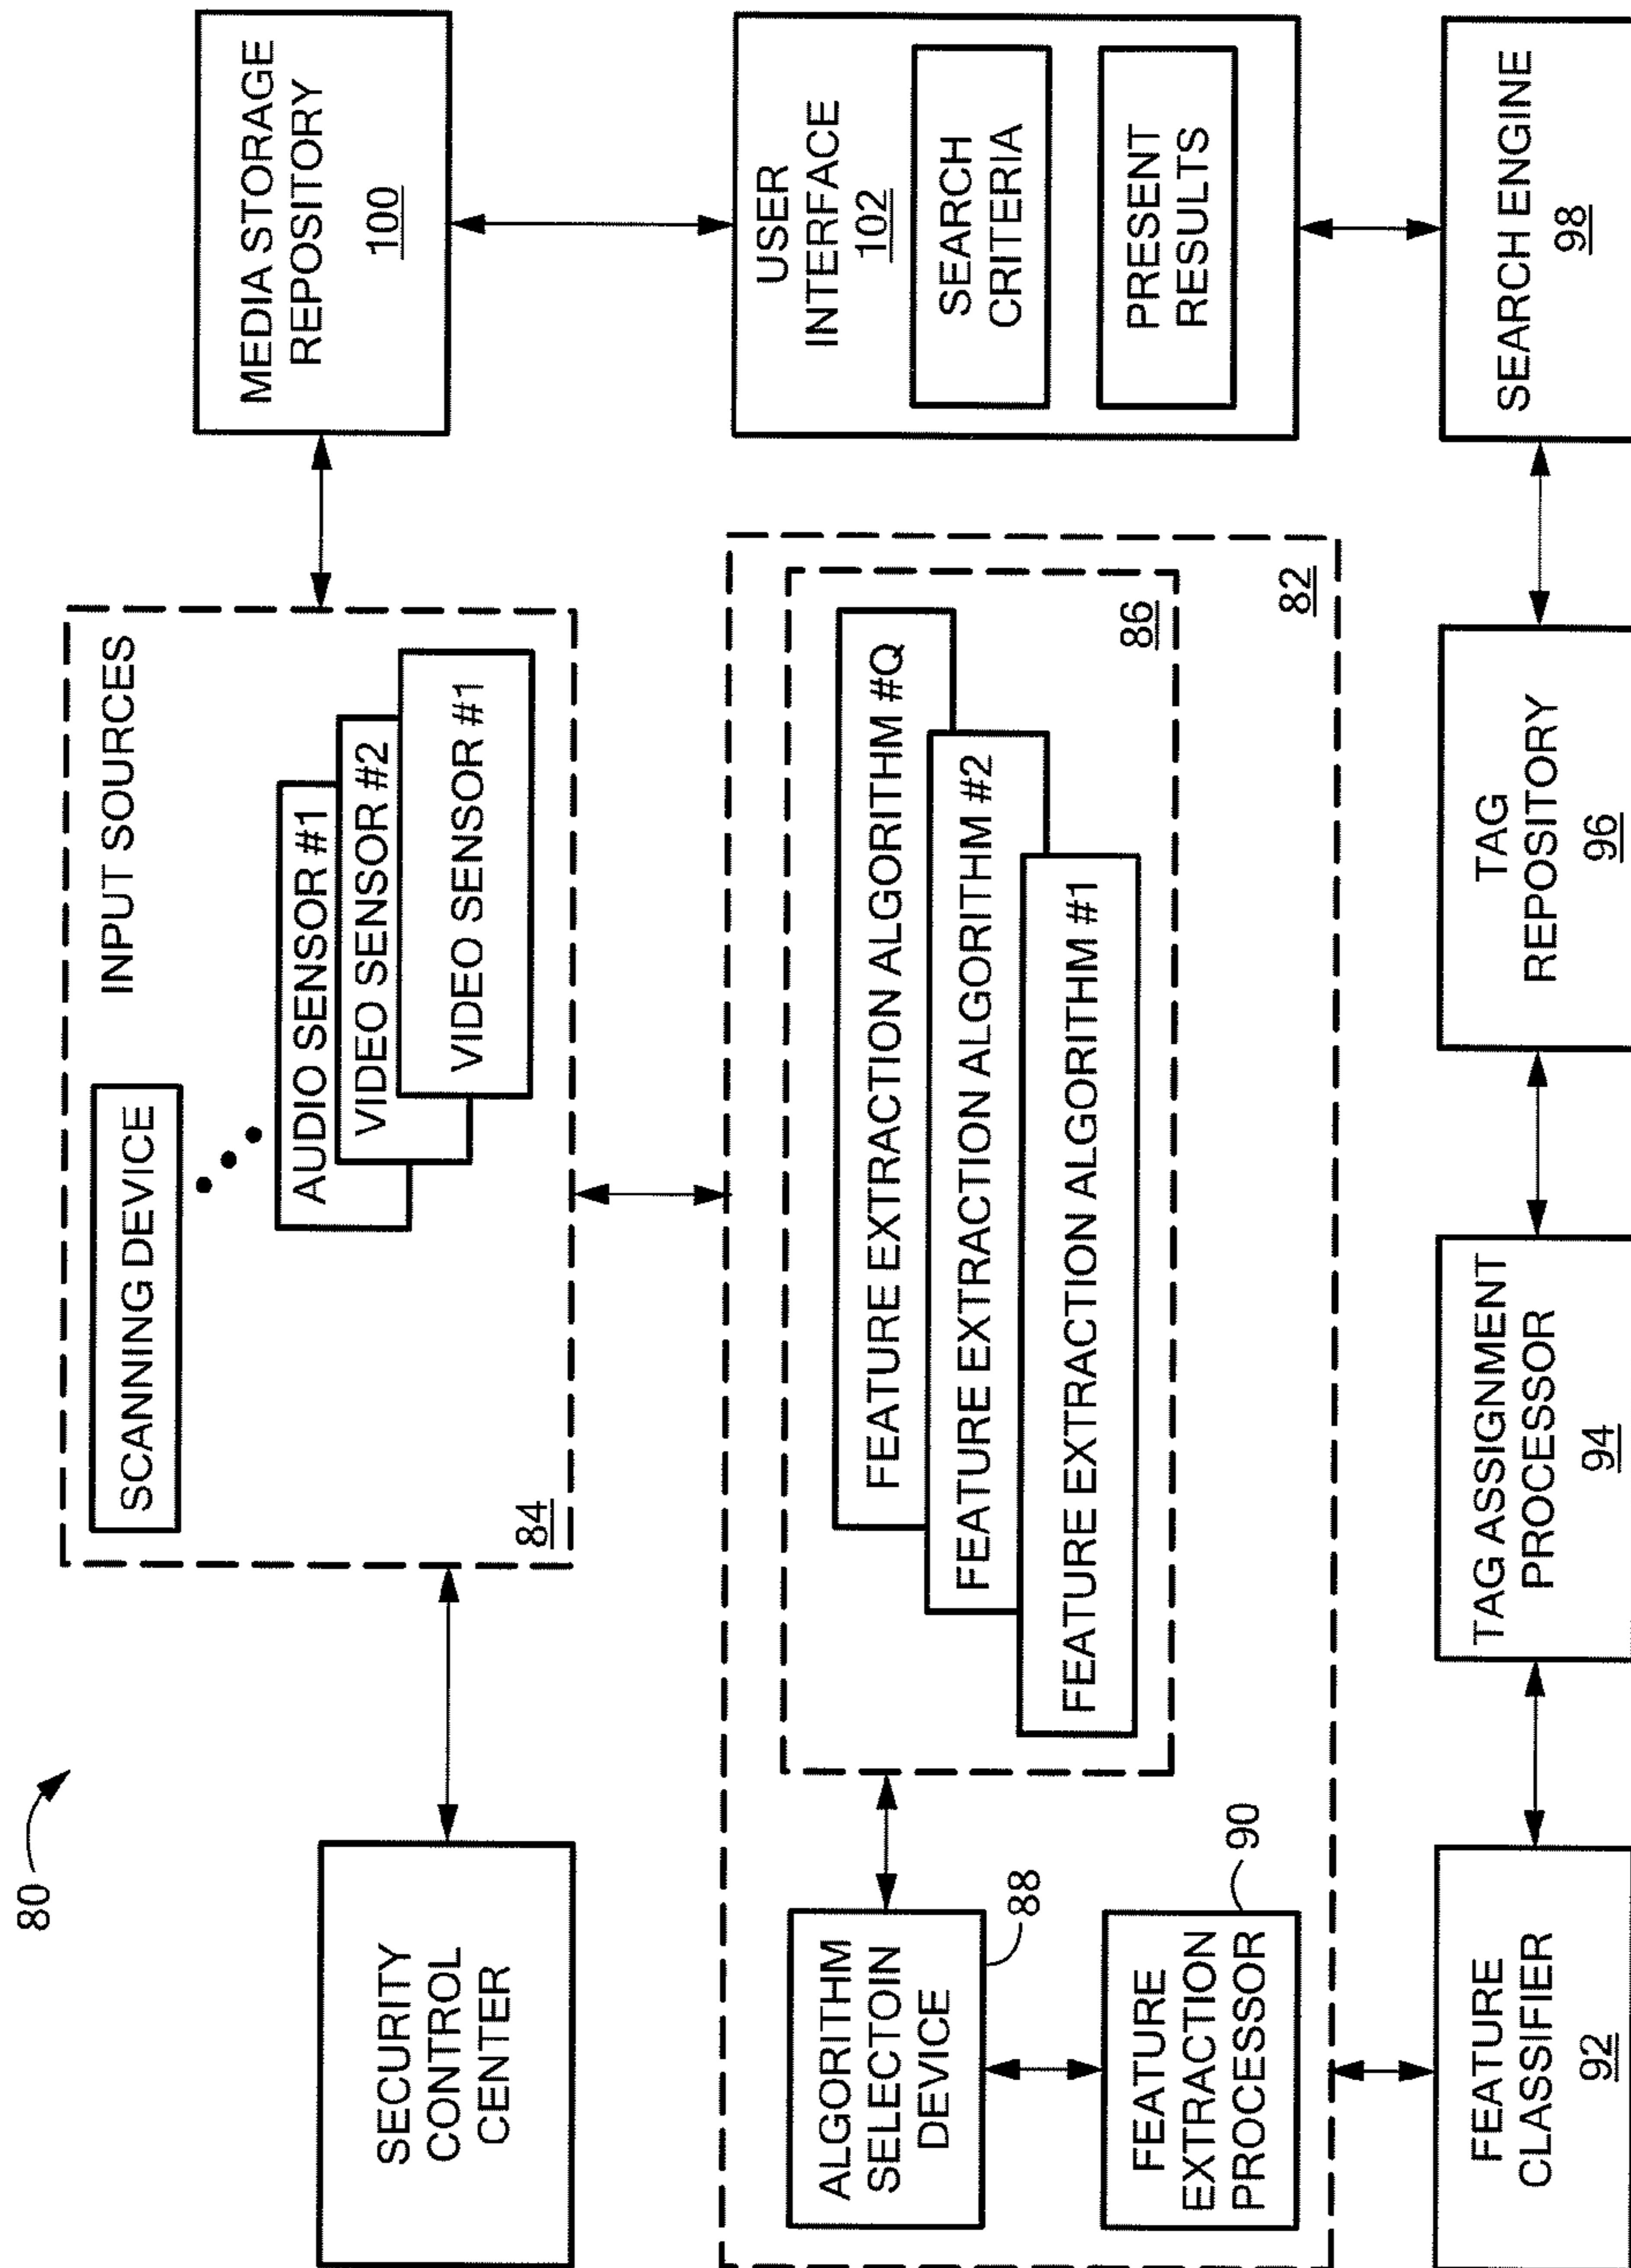 80
SECURITY
CONTROL
CENTER
INPUT SOURCES
SCANNING DEVICE
AUDIO SENSOR #1
VIDEO SENSOR #2
VIDEO SENSOR #1
84
MEDIA STORAGE
REPOSITORY
100
ALGORITHM
SELECTOIN
DEVICE
88
FEATURE
EXTRACTION
PROCESSOR
90
FEATURE EXTRACTION ALGORITHM #Q
FEATURE EXTRACTION ALGORITHM #2
FEATURE EXTRACTION ALGORITHM #1
86
82
USER
INTERFACE
102
SEARCH
CRITERIA
PRESENT
RESULTS
FEATURE
CLASSIFIER
92
TAG ASSIGNMENT
PROCESSOR
94
TAG
REPOSITORY
96
SEARCH ENGINE
98